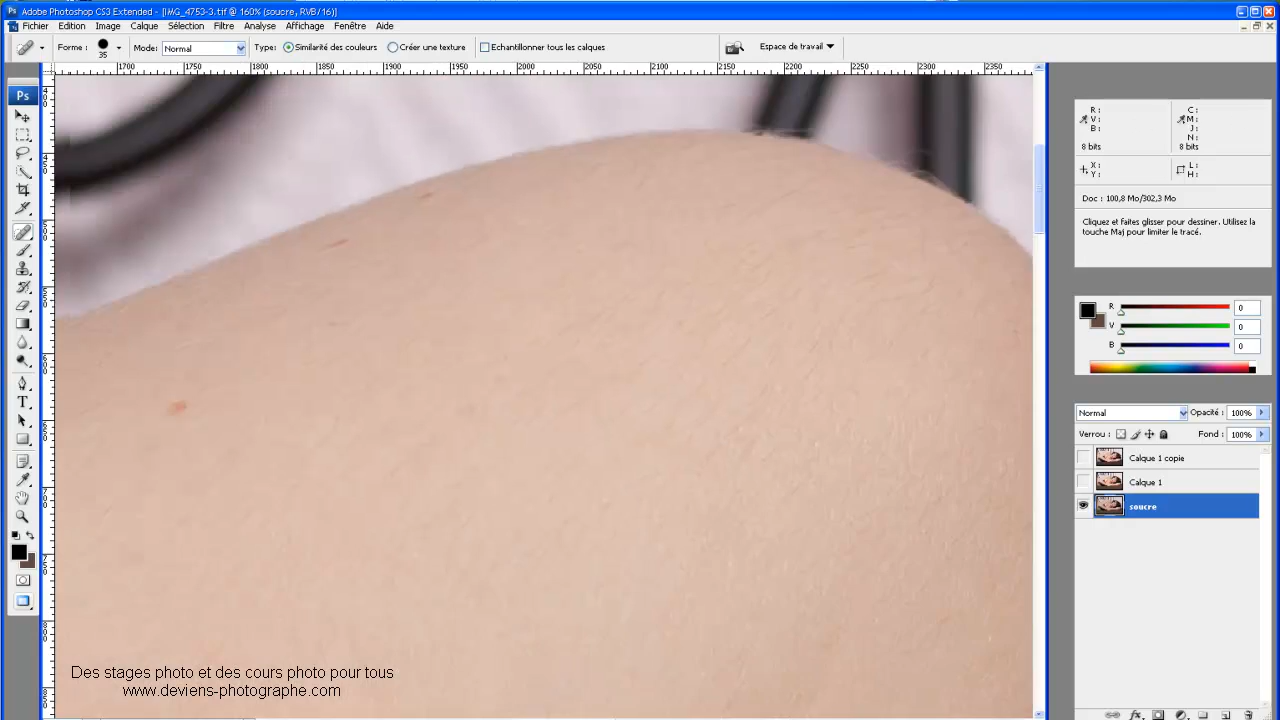 Adobe Photoshop CS3 Extended - [IMG_4753-3.tif @ 160% (soucre, RVB/16)]
Fichier Edition Image Calque Sélection Filtre Analyse Affichage Fenêtre Aide
Forme : 35 Mode: Normal Type: Similarité des couleurs Créer une texture Echantillonner tous les calques Espace de travail
1700 1750 1800 1850 1900 1950 2000 2050 2100 2150 2200 2250 2300 2350
Ps
R : C :
V : M :
B : J :
N :
8 bits 8 bits
X : L :
Y : H :
Doc : 100,8 Mo/302,3 Mo
Cliquez et faites glisser pour dessiner. Utilisez la
touche Maj pour limiter le tracé.
R 0
V 0
B 0
Normal Opacité : 100%
Verrou : Fond : 100%
Calque 1 copie
Calque 1
soucre
Des stages photo et des cours photo pour tous
www.deviens-photographe.com